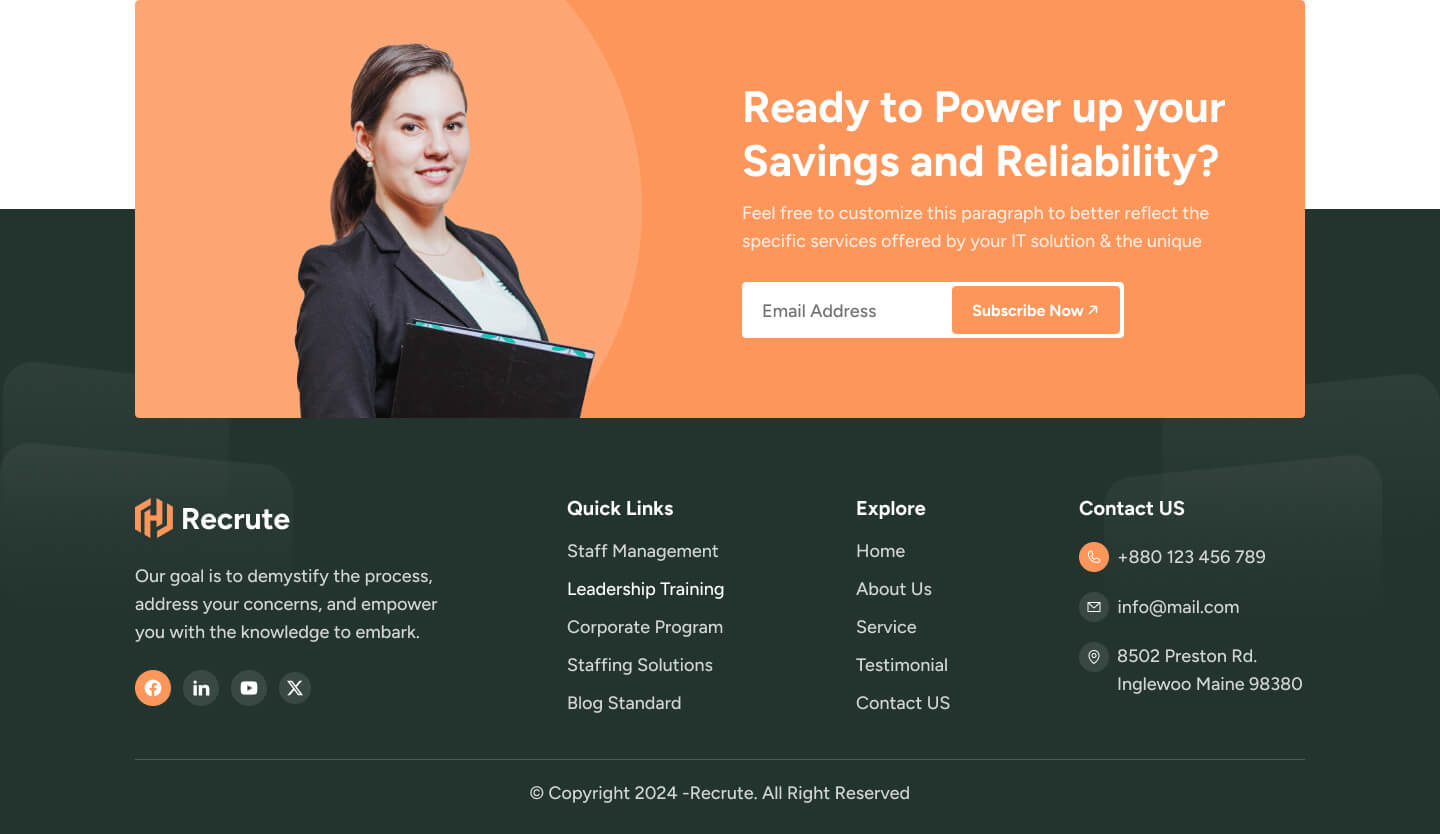 Ready to Power up your
Savings and Reliability?
Feel free to customize this paragraph to better reflect the
specific services offered by your IT solution & the unique
Email Address
Subscribe Now
Recrute
Our goal is to demystify the process,
address your concerns, and empower
you with the knowledge to embark.
Quick Links
Staff Management
Leadership Training
Corporate Program
Staffing Solutions
Blog Standard
Explore
Home
About Us
Service
Testimonial
Contact US
Contact US
+880 123 456 789
info@mail.com
8502 Preston Rd.
Inglewoo Maine 98380
© Copyright 2024 -Recrute. All Right Reserved